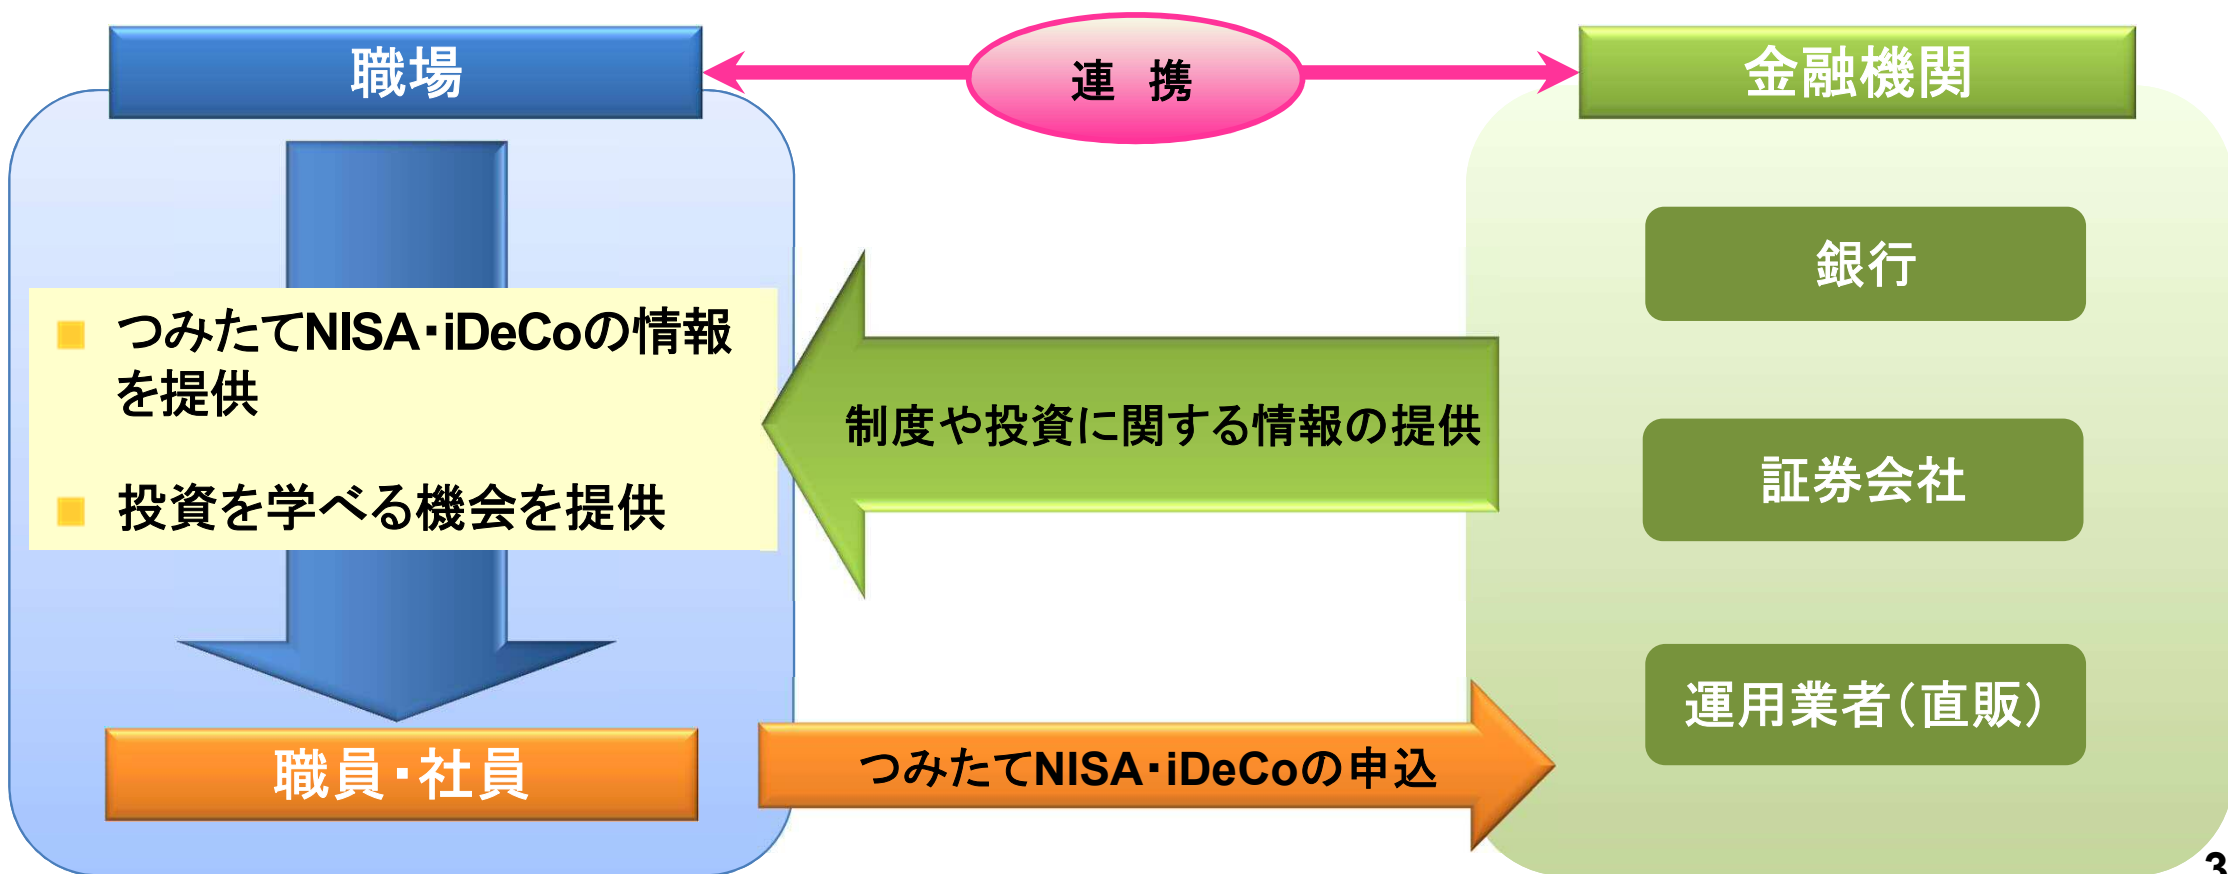 職場
連 携
金融機関
つみたてNISA・iDeCoの情報
を提供
投資を学べる機会を提供
制度や投資に関する情報の提供
銀行
証券会社
運用業者（直販）
職員・社員
つみたてNISA・iDeCoの申込
3